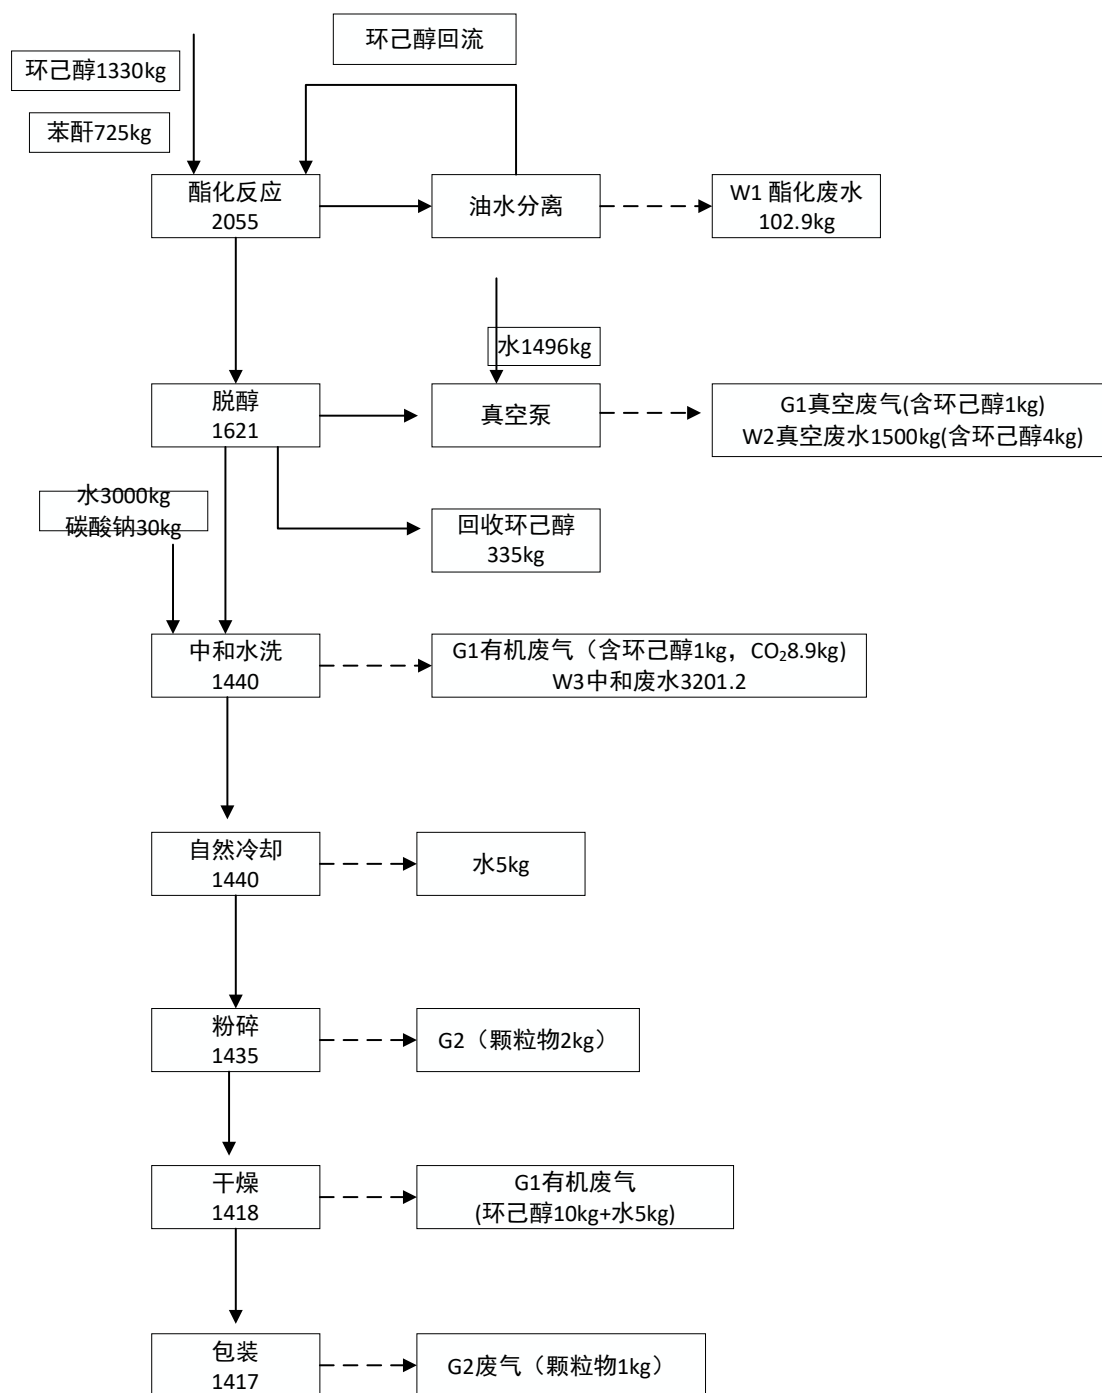 环己醇回流
环己醇1330kg
苯酐725kg
酯化反应
2055
油水分离
W1 酯化废水
102.9kg
水1496kg
脱醇
1621
真空泵
G1真空废气(含环己醇1kg)
W2真空废水1500kg(含环己醇4kg)
水3000kg
碳酸钠30kg
回收环己醇
335kg
中和水洗
1440
G1有机废气（含环己醇1kg，CO₂8.9kg)
W3中和废水3201.2
自然冷却
1440
水5kg
粉碎
1435
G2（颗粒物2kg）
干燥
1418
G1有机废气
(环己醇10kg+水5kg)
包装
1417
G2废气（颗粒物1kg）